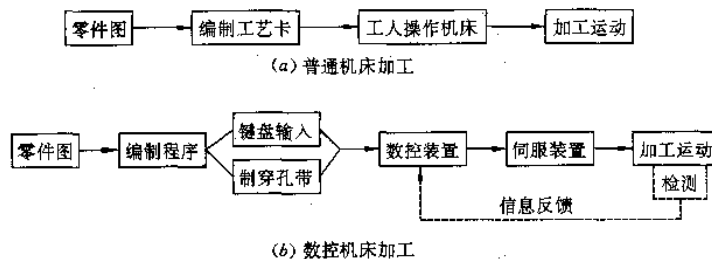 零件图 编制工艺卡 工人操作机床 加工运动
(a) 普通机床加工
键盘输入
零件图 编制程序 数控装置 伺服装置 加工运动
制穿孔带 检测
信息反馈
(b) 数控机床加工